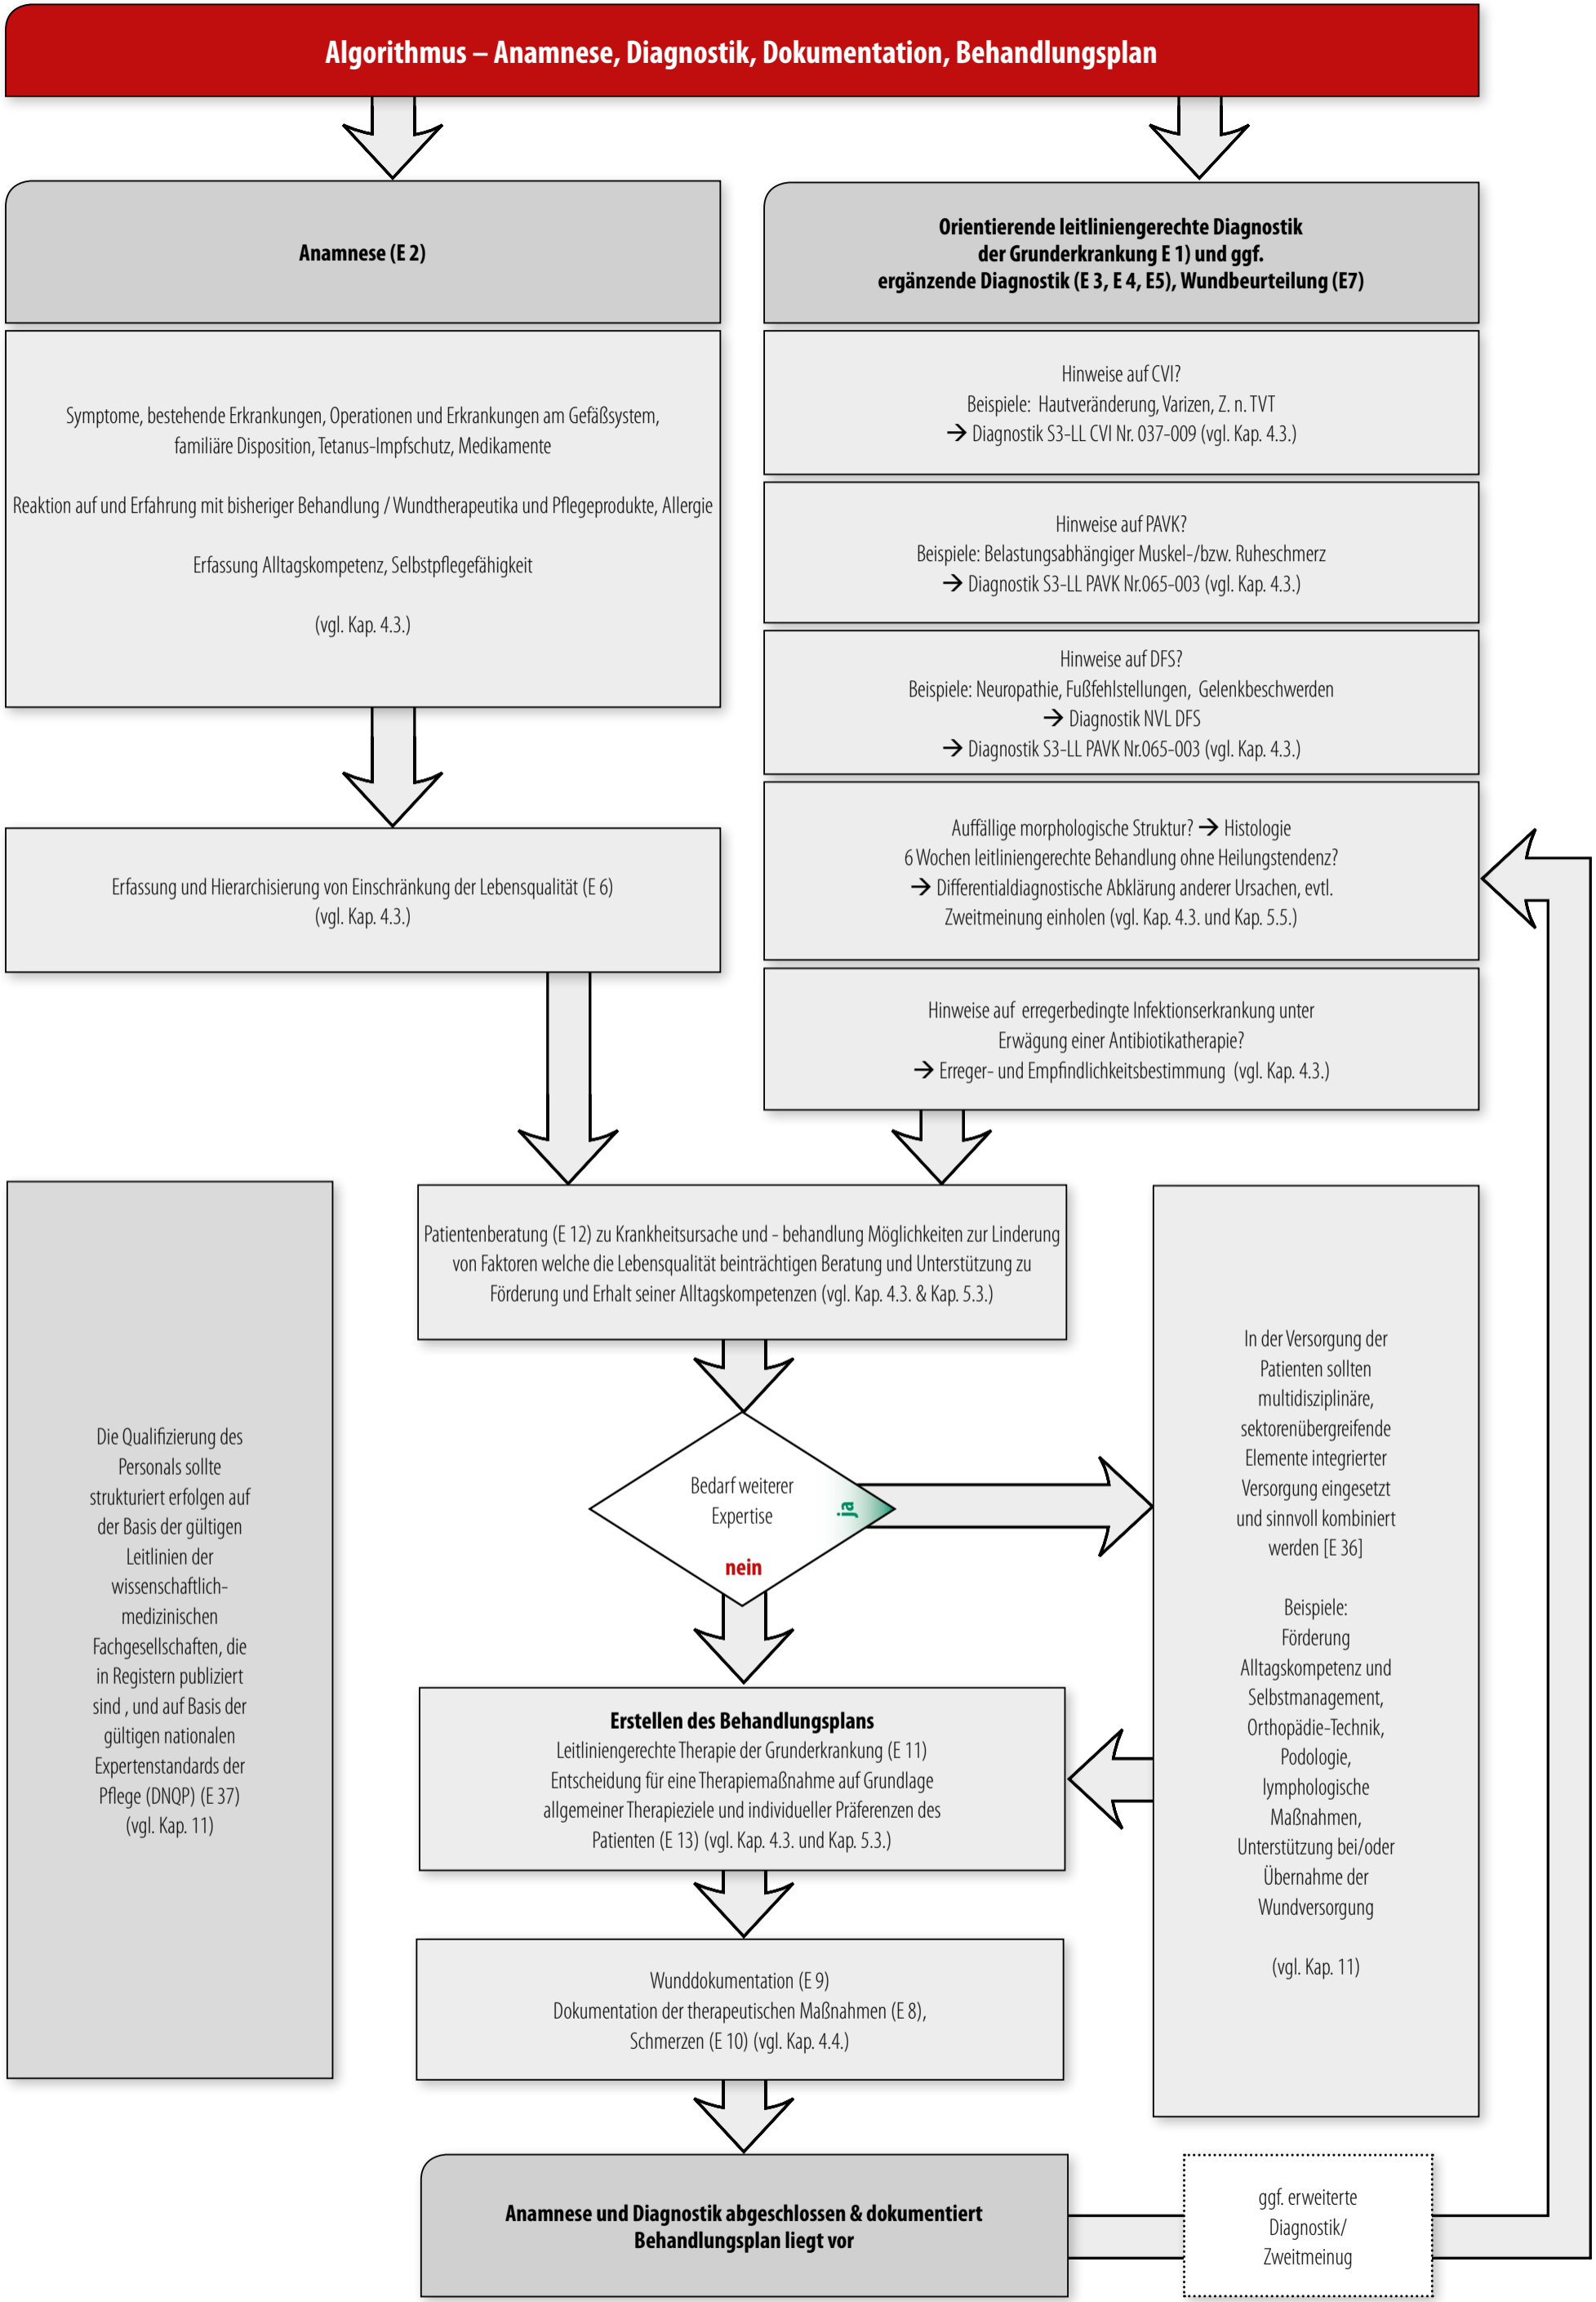 Algorithmus – Anamnese, Diagnostik, Dokumentation, Behandlungsplan
Anamnese (E 2)
Symptome, bestehende Erkrankungen, Operationen und Erkrankungen am Gefäßsystem,
familiäre Disposition, Tetanus-Impfschutz, Medikamente
Reaktion auf und Erfahrung mit bisheriger Behandlung / Wundtherapeutika und Pflegeprodukte, Allergie
Erfassung Alltagskompetenz, Selbstpflegefähigkeit
(vgl. Kap. 4.3.)
Erfassung und Hierarchisierung von Einschränkung der Lebensqualität (E 6)
(vgl. Kap. 4.3.)
Orientierende leitliniengerechte Diagnostik
der Grunderkrankung E 1) und ggf.
ergänzende Diagnostik (E 3, E 4, E5), Wundbeurteilung (E7)
Hinweise auf CVI?
Beispiele: Hautveränderung, Varizen, Z. n. TVT
→ Diagnostik S3-LL CVI Nr. 037-009 (vgl. Kap. 4.3.)
Hinweise auf PAVK?
Beispiele: Belastungsabhängiger Muskel-/bzw. Ruheschmerz
→ Diagnostik S3-LL PAVK Nr.065-003 (vgl. Kap. 4.3.)
Hinweise auf DFS?
Beispiele: Neuropathie, Fußfehlstellungen, Gelenkbeschwerden
→ Diagnostik NVL DFS
→ Diagnostik S3-LL PAVK Nr.065-003 (vgl. Kap. 4.3.)
Auffällige morphologische Struktur? → Histologie
6 Wochen leitliniengerechte Behandlung ohne Heilungstendenz?
→ Differentialdiagnostische Abklärung anderer Ursachen, evtl.
Zweitmeinung einholen (vgl. Kap. 4.3. und Kap. 5.5.)
Hinweise auf erregerbedingte Infektionserkrankung unter
Erwägung einer Antibiotikatherapie?
→ Erreger- und Empfindlichkeitsbestimmung (vgl. Kap. 4.3.)
Die Qualifizierung des
Personals sollte
strukturiert erfolgen auf
der Basis der gültigen
Leitlinien der
wissenschaftlich-
medizinischen
Fachgesellschaften, die
in Registern publiziert
sind , und auf Basis der
gültigen nationalen
Expertenstandards der
Pflege (DNQP) (E 37)
(vgl. Kap. 11)
Patientenberatung (E 12) zu Krankheitsursache und - behandlung Möglichkeiten zur Linderung
von Faktoren welche die Lebensqualität beinträchtigen Beratung und Unterstützung zu
Förderung und Erhalt seiner Alltagskompetenzen (vgl. Kap. 4.3. & Kap. 5.3.)
Bedarf weiterer
Expertise
ja
nein
Erstellen des Behandlungsplans
Leitliniengerechte Therapie der Grunderkrankung (E 11)
Entscheidung für eine Therapiemaßnahme auf Grundlage
allgemeiner Therapieziele und individueller Präferenzen des
Patienten (E 13) (vgl. Kap. 4.3. und Kap. 5.3.)
Wunddokumentation (E 9)
Dokumentation der therapeutischen Maßnahmen (E 8),
Schmerzen (E 10) (vgl. Kap. 4.4.)
In der Versorgung der
Patienten sollten
multidisziplinäre,
sektorenübergreifende
Elemente integrierter
Versorgung eingesetzt
und sinnvoll kombiniert
werden [E 36]
Beispiele:
Förderung
Alltagskompetenz und
Selbstmanagement,
Orthopädie-Technik,
Podologie,
lymphologische
Maßnahmen,
Unterstützung bei/oder
Übernahme der
Wundversorgung
(vgl. Kap. 11)
Anamnese und Diagnostik abgeschlossen & dokumentiert
Behandlungsplan liegt vor
ggf. erweiterte
Diagnostik/
Zweitmeinug